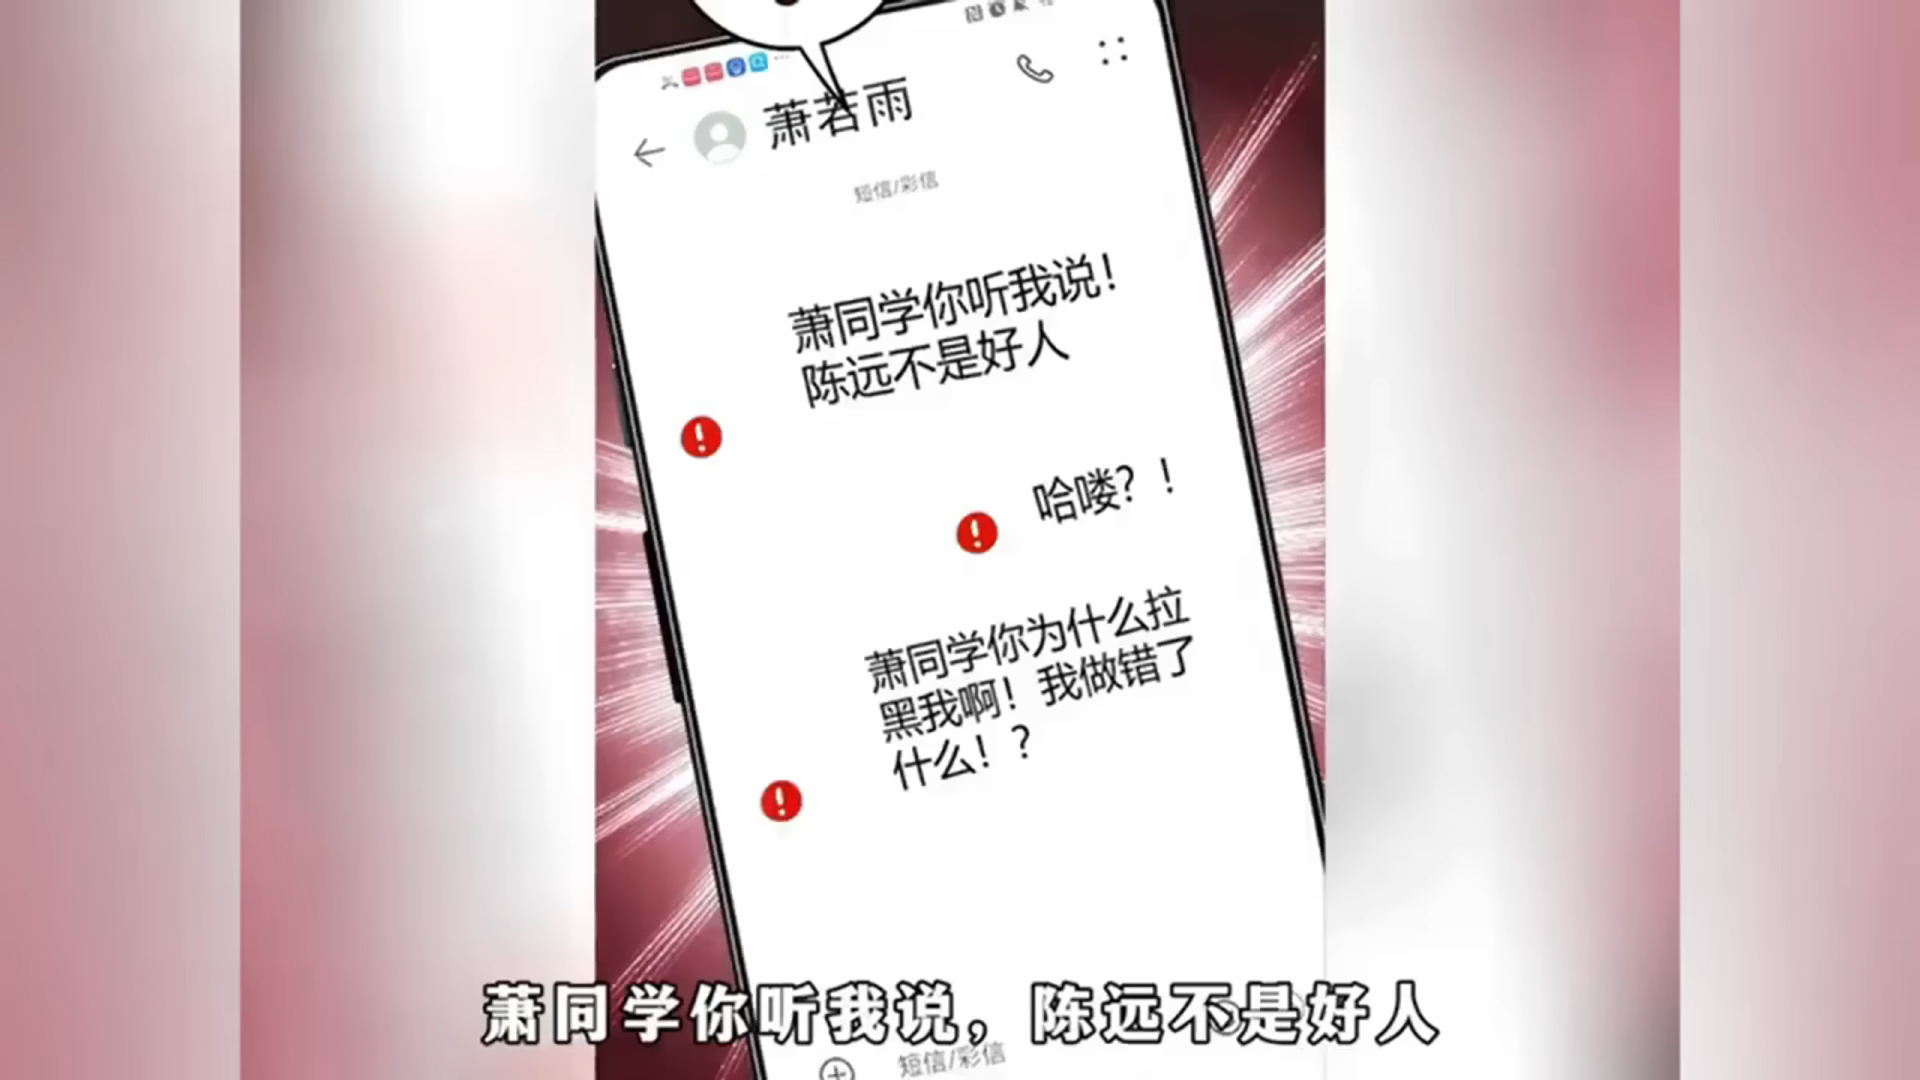 萧若雨
短信/彩信
萧同学你听我说！
陈远不是好人
哈喽？！
萧同学你为什么拉
黑我啊！我做错了
什么！？
萧同学你听我说，陈远不是好人
短信/彩信